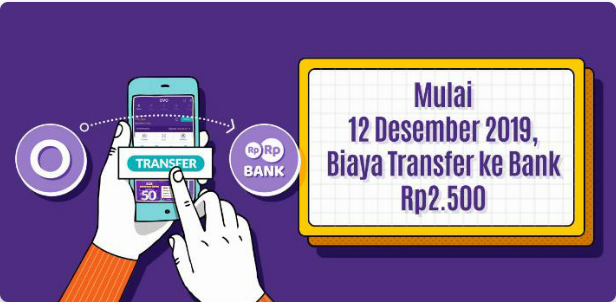 OVO
TRANSFER
50
Rp Rp
BANK
Mulai
12 Desember 2019,
Biaya Transfer ke Bank
Rp2.500